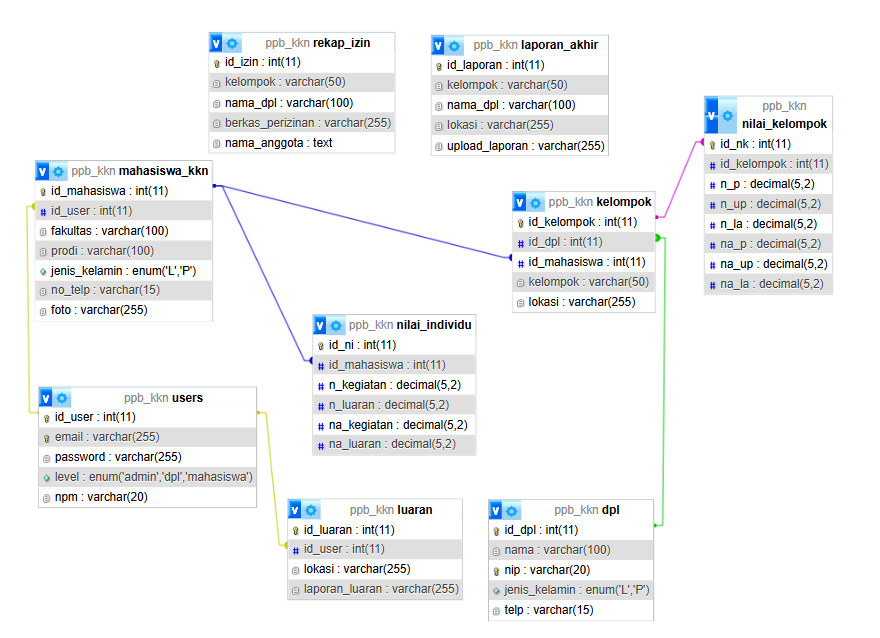 ppb_kkn rekap_izin
id_izin : int(11)
kelompok : varchar(50)
nama_dpl : varchar(100)
berkas_perizinan : varchar(255)
nama_anggota : text
ppb_kkn laporan_akhir
id_laporan : int(11)
kelompok : varchar(50)
nama_dpl : varchar(100)
lokasi : varchar(255)
upload_laporan : varchar(255)
ppb_kkn
nilai_kelompok
id_nk : int(11)
# id_kelompok : int(11)
# n_p : decimal(5,2)
# n_up : decimal(5,2)
# n_la : decimal(5,2)
# na_p : decimal(5,2)
# na_up : decimal(5,2)
# na_la : decimal(5,2)
ppb_kkn mahasiswa_kkn
id_mahasiswa : int(11)
# id_user : int(11)
fakultas : varchar(100)
prodi : varchar(100)
jenis_kelamin : enum('L','P')
no_telp : varchar(15)
foto : varchar(255)
ppb_kkn kelompok
id_kelompok : int(11)
# id_dpl : int(11)
# id_mahasiswa : int(11)
kelompok : varchar(50)
lokasi : varchar(255)
ppb_kkn nilai_individu
id_ni : int(11)
# id_mahasiswa : int(11)
# n_kegiatan : decimal(5,2)
# n_luaran : decimal(5,2)
# na_kegiatan : decimal(5,2)
# na_luaran : decimal(5,2)
ppb_kkn users
id_user : int(11)
email : varchar(255)
password : varchar(255)
level : enum('admin','dpl','mahasiswa')
npm : varchar(20)
ppb_kkn luaran
id_luaran : int(11)
# id_user : int(11)
lokasi : varchar(255)
laporan_luaran : varchar(255)
ppb_kkn dpl
id_dpl : int(11)
nama : varchar(100)
nip : varchar(20)
jenis_kelamin : enum('L','P')
telp : varchar(15)